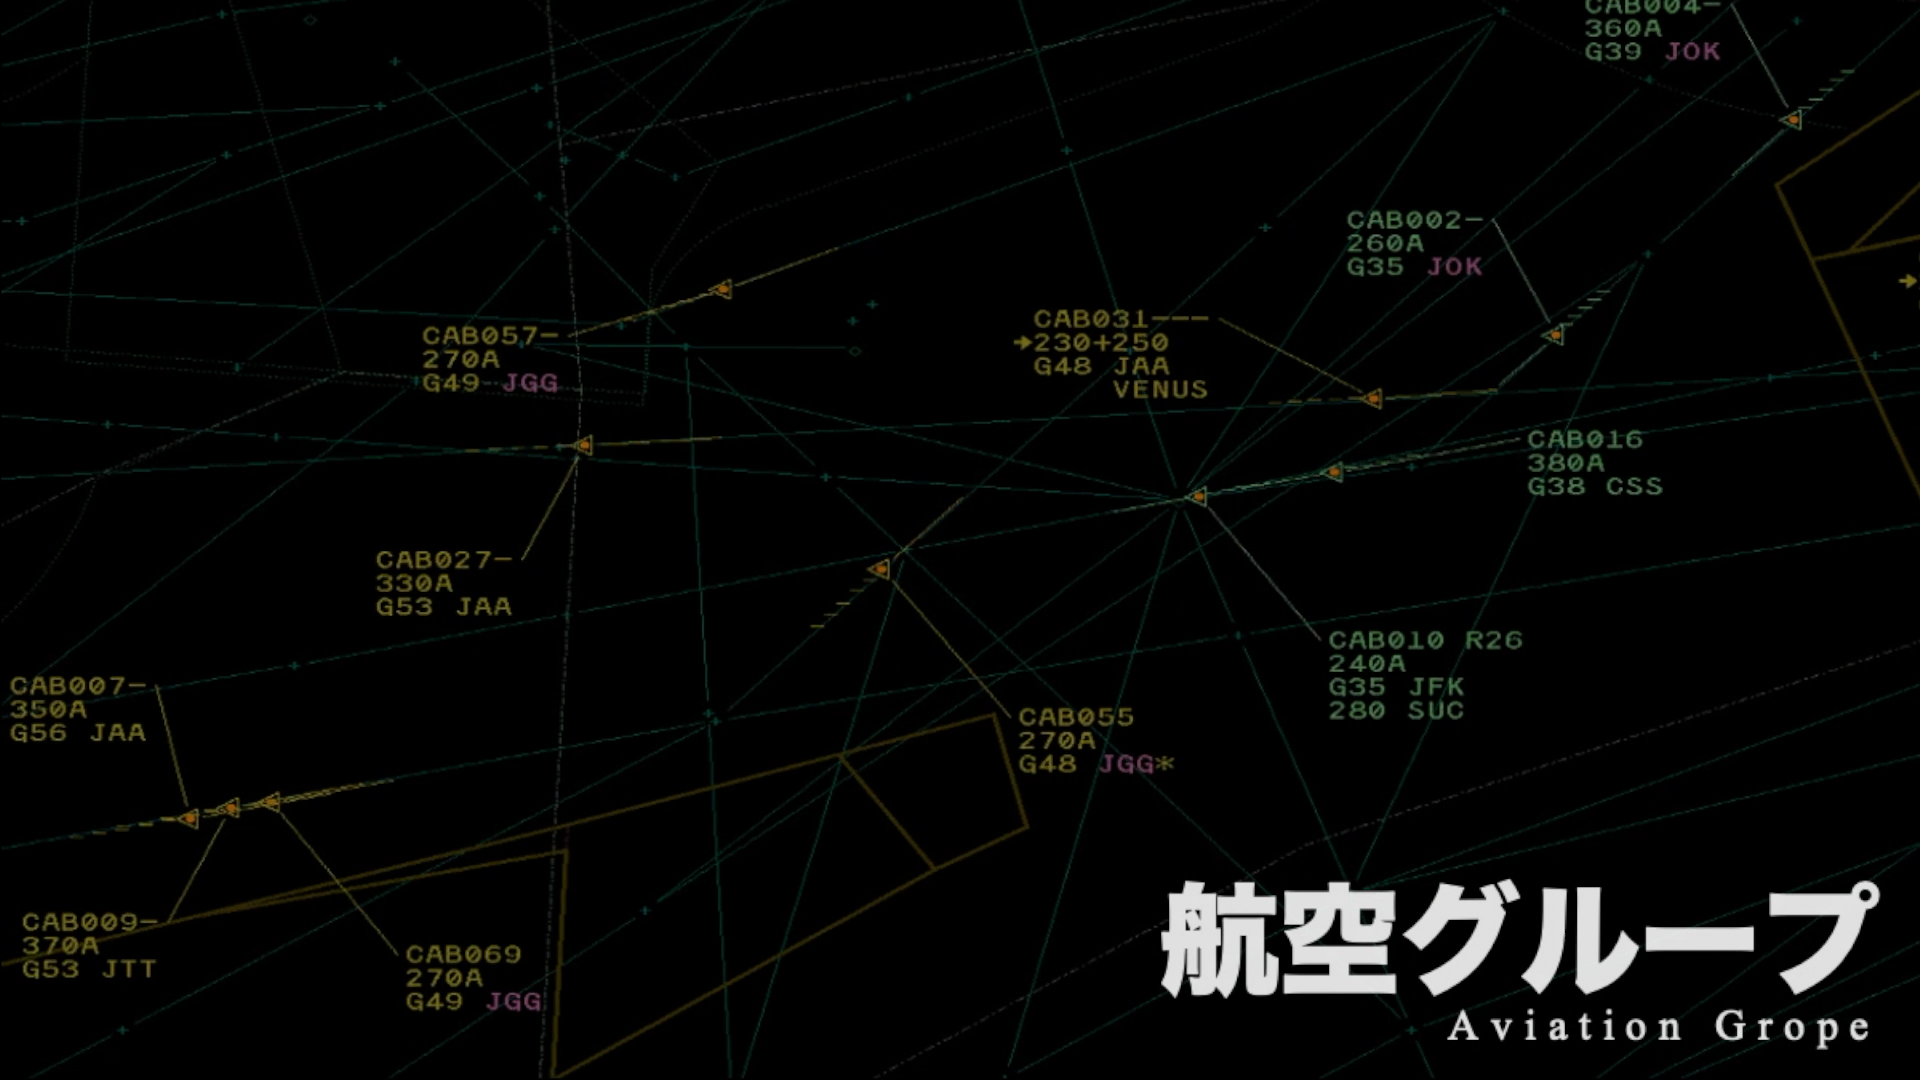 CAB004—
360A
G39 JOK
CAB002—
260A
G35 JOK
CAB057—
270A
G49 JGG
CAB031———
➔230+250
G48 JAA
VENUS
CAB016
380A
G38 CSS
CAB027—
330A
G53 JAA
CAB010 R26
240A
G35 JFK
280 SUC
CAB007—
350A
G56 JAA
CAB055
270A
G48 JGG*
CAB009—
370A
G53 JTT
CAB069
270A
G49 JGG
航空グループ
Aviation Grope